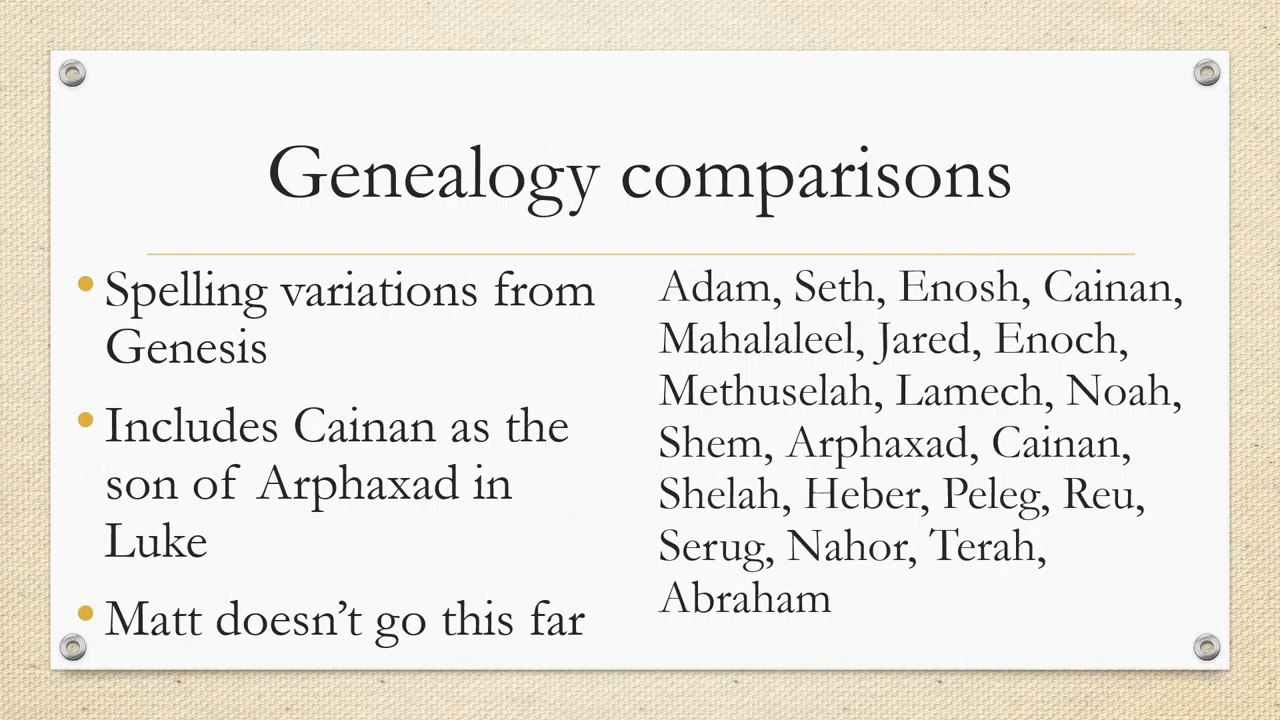 Genealogy comparisons
• Spelling variations from
Genesis
• Includes Cainan as the
son of Arphaxad in
Luke
• Matt doesn’t go this far
Adam, Seth, Enosh, Cainan,
Mahalaleel, Jared, Enoch,
Methuselah, Lamech, Noah,
Shem, Arphaxad, Cainan,
Shelah, Heber, Peleg, Reu,
Serug, Nahor, Terah,
Abraham